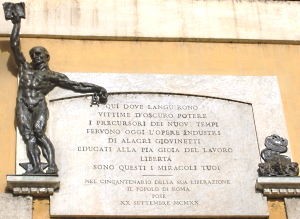 QUI DOVE LANGUIRONO
VITTIME D'OSCURO POTERE
I PRECURSORI DEI NUOVI TEMPI
FERVONO OGGI L'OPERE INDUSTRI
DI ALACRI GIOVINETTI
EDUCATI ALLA PIA GIOIA DEL LAVORO
LIBERTÀ
SONO QUESTI I MIRACOLI TUOI
NEL CINQUANTENARIO DELLA SUA LIBERAZIONE
IL POPOLO DI ROMA
POSE
XX SETTEMBRE MCMXX